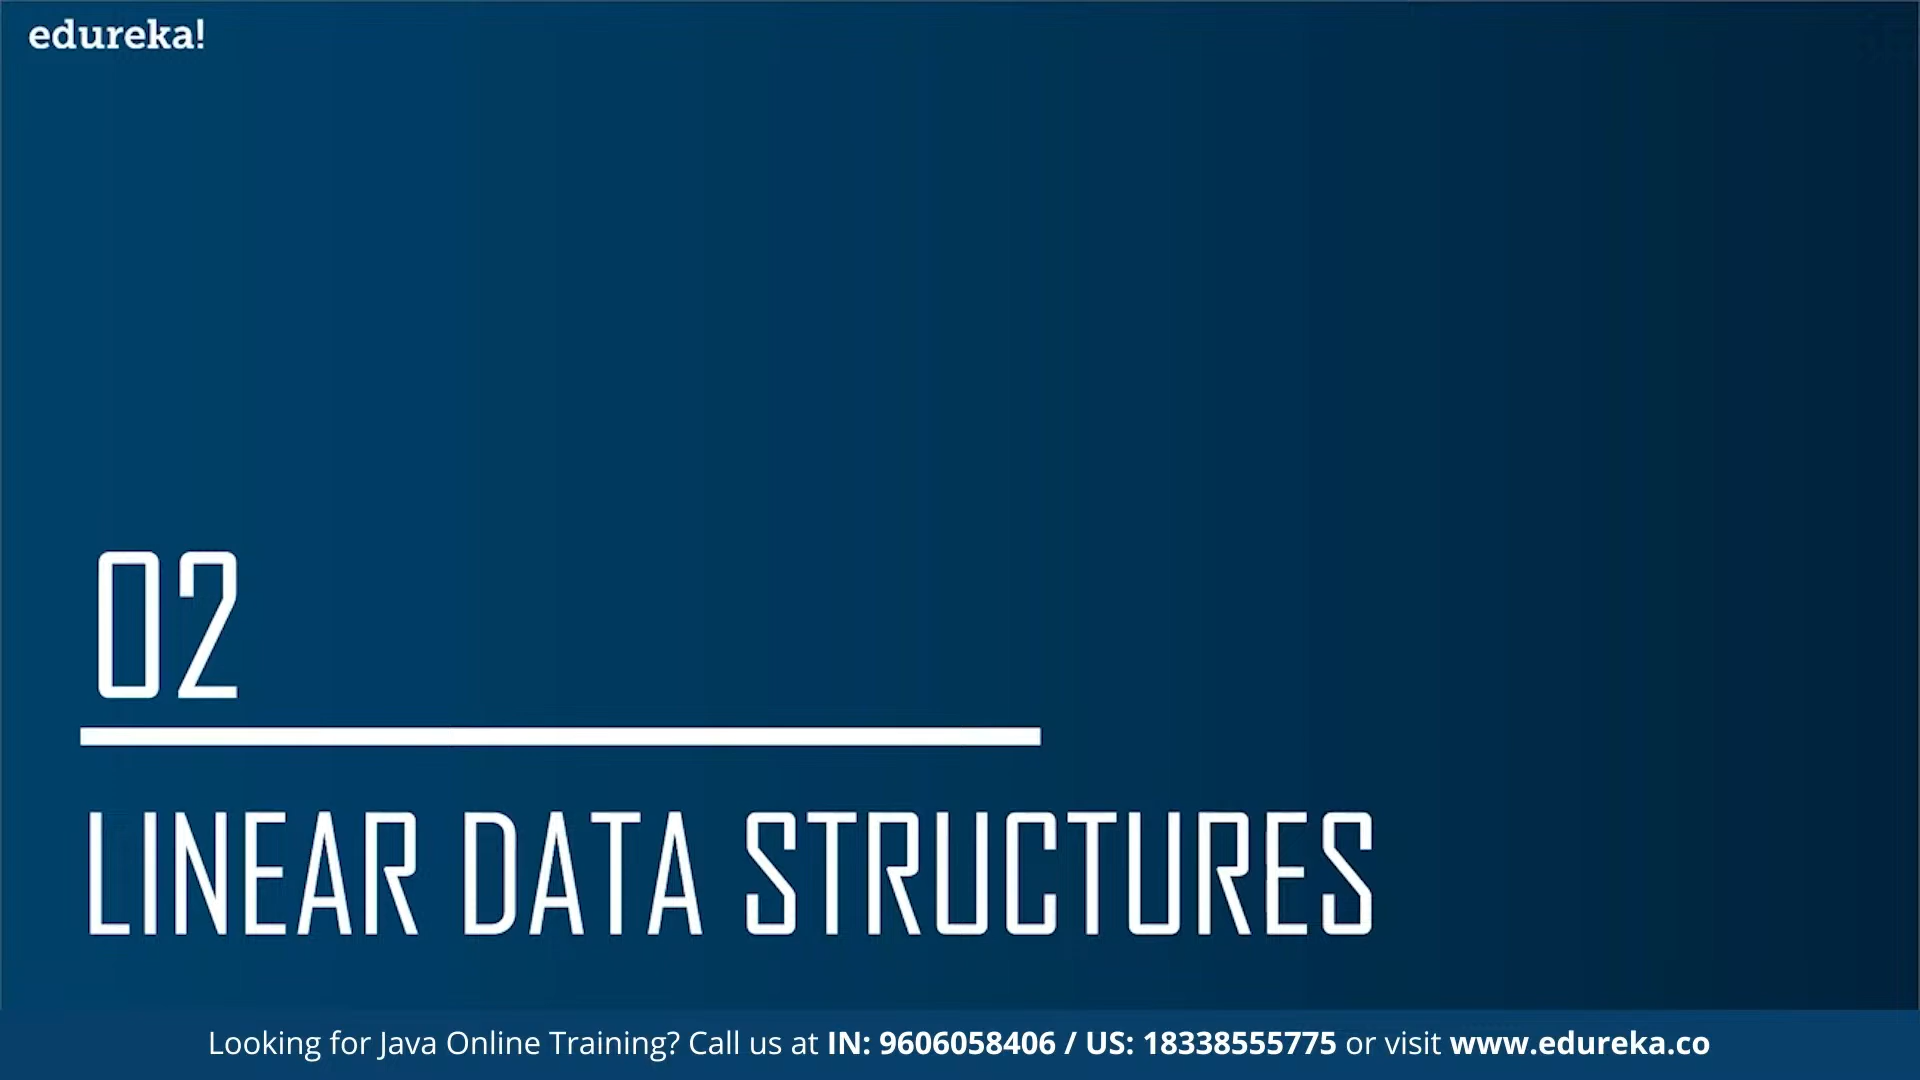 edureka!
02
LINEAR DATA STRUCTURES
Looking for Java Online Training? Call us at IN: 9606058406 / US: 18338555775 or visit www.edureka.co